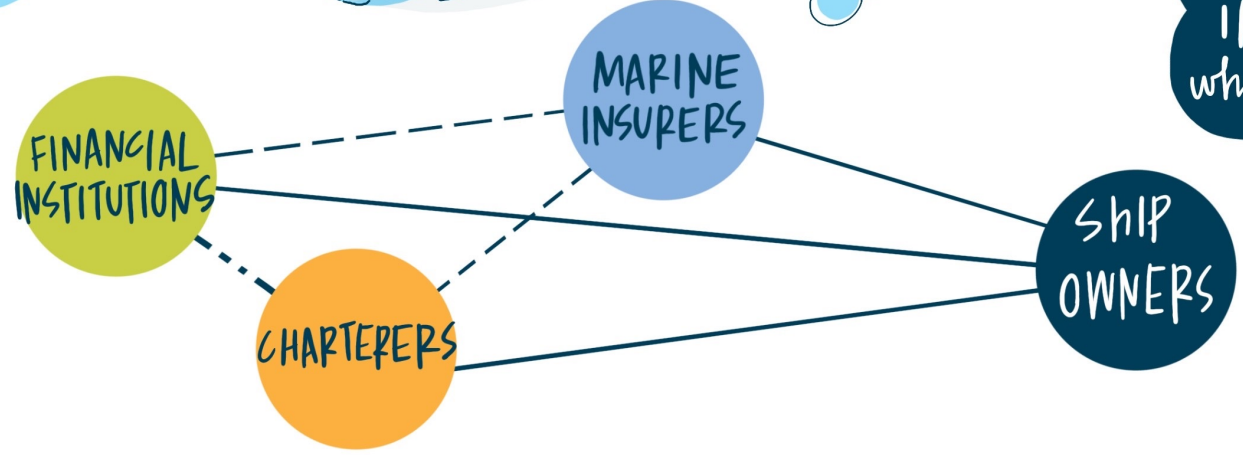 MARINE
INSURERS
FINANCIAL
INSTITUTIONS
ShIP
OWNERS
CHARTERERS